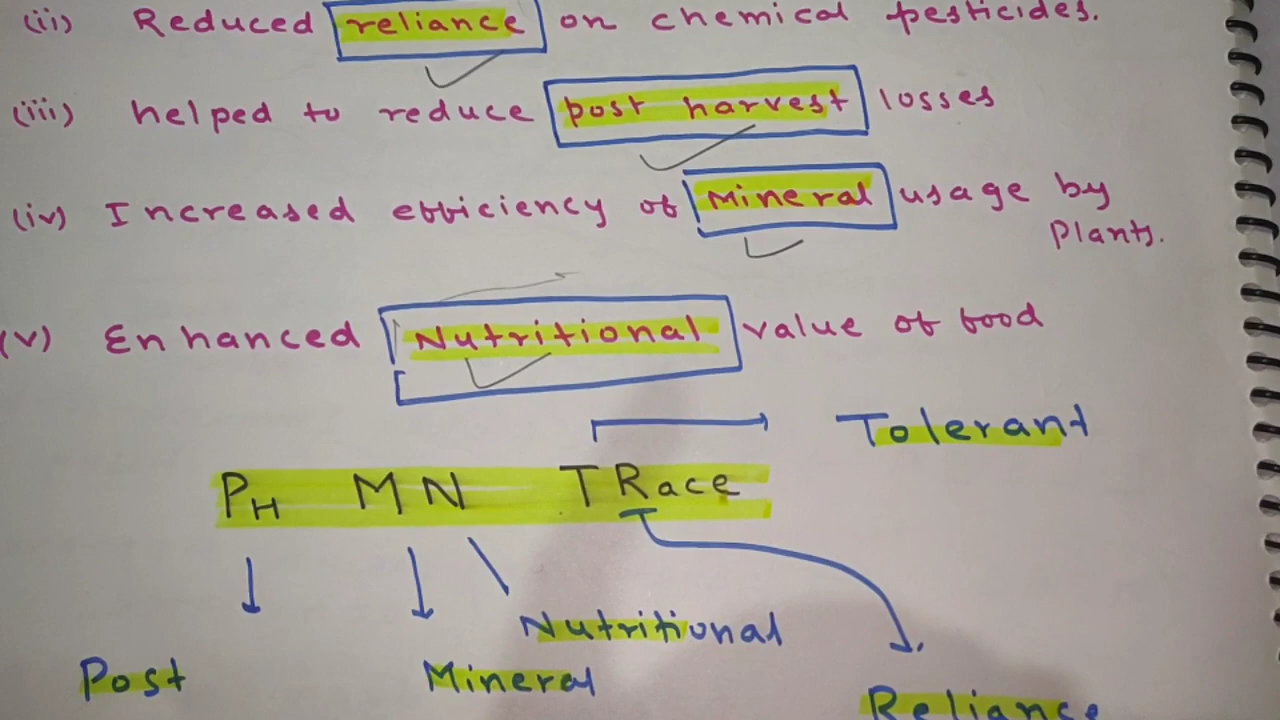 (ii) Reduced reliance on chemical pesticides.
(iii) helped to reduce post harvest losses
(iv) Increased efficiency of Mineral usage by
plants.
(v) Enhanced Nutritional value of food
Tolerant
PH MN TRace
Nutritional
Post Mineral
Reliance